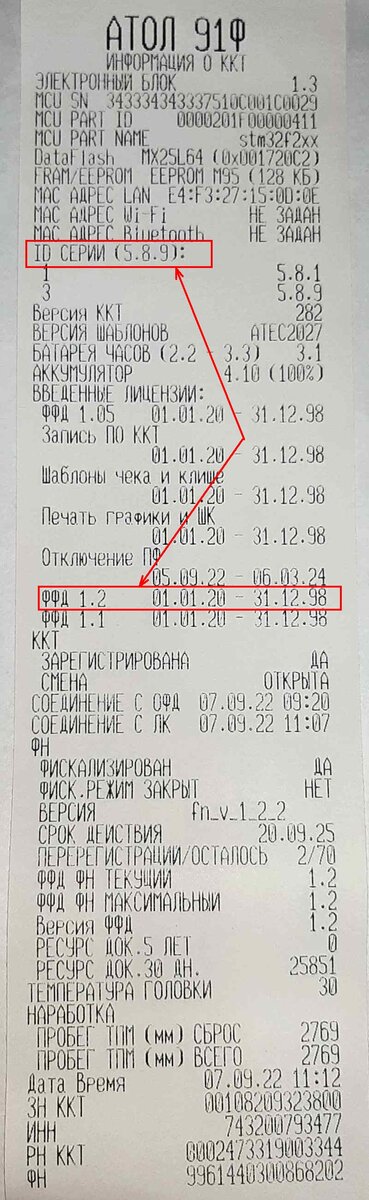 АТОЛ 91Ф
ИНФОРМАЦИЯ О ККТ
ЭЛЕКТРОННЫЙ БЛОК 1.3
MCU SN 343334343337510C001C0029
MCU PART ID 0000201F00000411
MCU PART NAME stm32f2xx
DataFlash MX25L64 (0x001720C2)
FRAM/EEPROM EEPROM M95 (128 КБ)
MAC АДРЕС LAN E4:F3:27:15:0D:0E
MAC АДРЕС Wi-Fi НЕ ЗАДАН
MAC АДРЕС Bluetooth НЕ ЗАДАН
ID СЕРИИ (5.8.9):
1 5.8.1
3 5.8.9
Версия ККТ 282
ВЕРСИЯ ШАБЛОНОВ ATEC2027
БАТАРЕЯ ЧАСОВ (2.2 - 3.3) 3.1
АККУМУЛЯТОР 4.10 (100%)
ВВЕДЕННЫЕ ЛИЦЕНЗИИ:
ФФД 1.05 01.01.20 - 31.12.98
Запись ПО ККТ
01.01.20 - 31.12.98
Шаблоны чека и клише
01.01.20 - 31.12.98
Печать графики и ШК
01.01.20 - 31.12.98
Отключение ПФ
05.09.22 - 06.03.24
ФФД 1.2 01.01.20 - 31.12.98
ФФД 1.1 01.01.20 - 31.12.98
ККТ
ЗАРЕГИСТРИРОВАНА ДА
СМЕНА ОТКРЫТА
СОЕДИНЕНИЕ С ОФД 07.09.22 09:20
СОЕДИНЕНИЕ С ЛК 07.09.22 11:07
ФН
ФИСКАЛИЗИРОВАН ДА
ФИСК.РЕЖИМ ЗАКРЫТ НЕТ
ВЕРСИЯ fn_v_1_2_2
СРОК ДЕЙСТВИЯ 20.09.25
ПЕРЕРЕГИСТРАЦИИ/ОСТАЛОСЬ 2/70
ФФД ФН ТЕКУЩИЙ 1.2
ФФД ФН МАКСИМАЛЬНЫЙ 1.2
Версия ФФД 1.2
РЕСУРС ДОК.5 ЛЕТ 0
РЕСУРС ДОК.30 ДН. 25851
ТЕМПЕРАТУРА ГОЛОВКИ 30
НАРАБОТКА
ПРОБЕГ ТПМ (мм) СБРОС 2769
ПРОБЕГ ТПМ (мм) ВСЕГО 2769
Дата Время 07.09.22 11:12
ЗН ККТ 00108209323800
ИНН 743200793477
РН ККТ 0002473319003344
ФН 9961440300868202